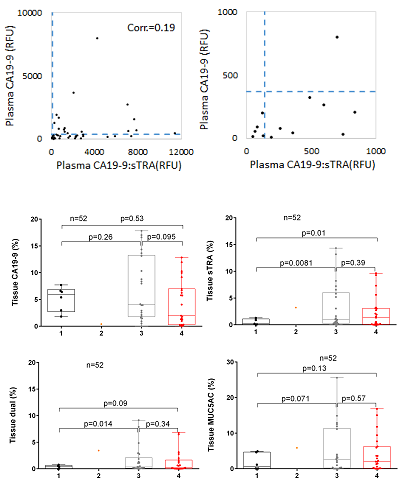 Plasma CA19-9 (RFU)
10000
5000
0
Corr.=0.19
0 4000 8000 12000
Plasma CA19-9:sTRA(RFU)
Plasma CA19-9 (RFU)
1000
500
0
0 500 1000
Plasma CA19-9:sTRA(RFU)
Tissue CA19-9 (%)
20
15
10
5
0
n=52
p=0.53
p=0.26
p=0.095
1 2 3 4
Tissue sTRA (%)
20
15
10
5
0
n=52
p=0.01
p=0.0081
p=0.39
1 2 3 4
Tissue dual (%)
20
15
10
5
0
n=52
p=0.09
p=0.014
p=0.34
1 2 3 4
Tissue MUC5AC (%)
30
20
10
0
n=52
p=0.13
p=0.071
p=0.57
1 2 3 4